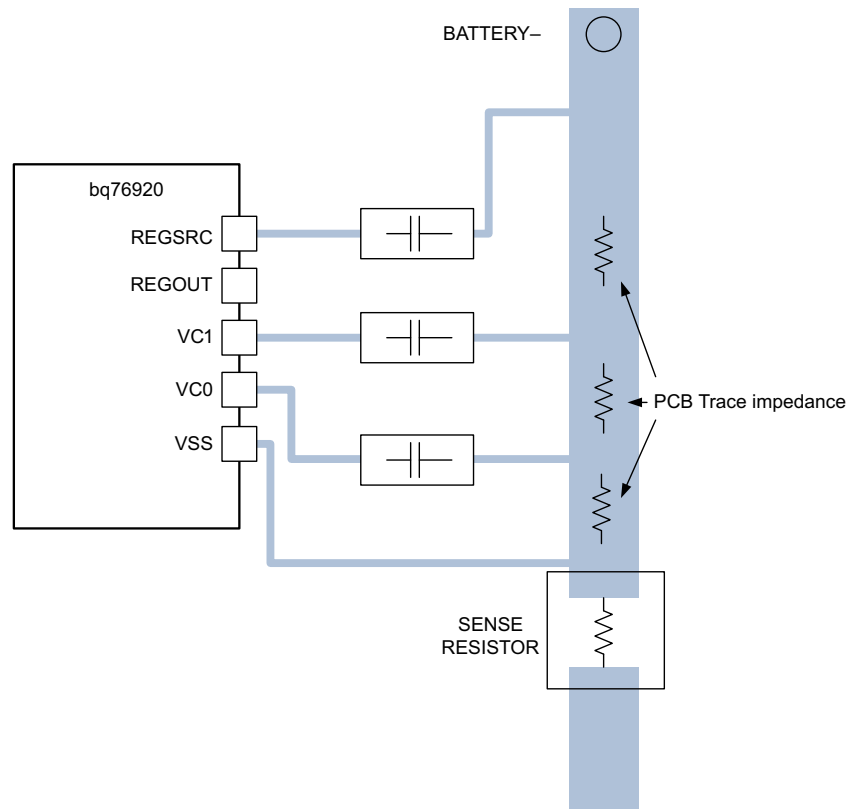 BATTERY–
bq76920
REGSRC
REGOUT
VC1
VC0
VSS
PCB Trace impedance
SENSE
RESISTOR